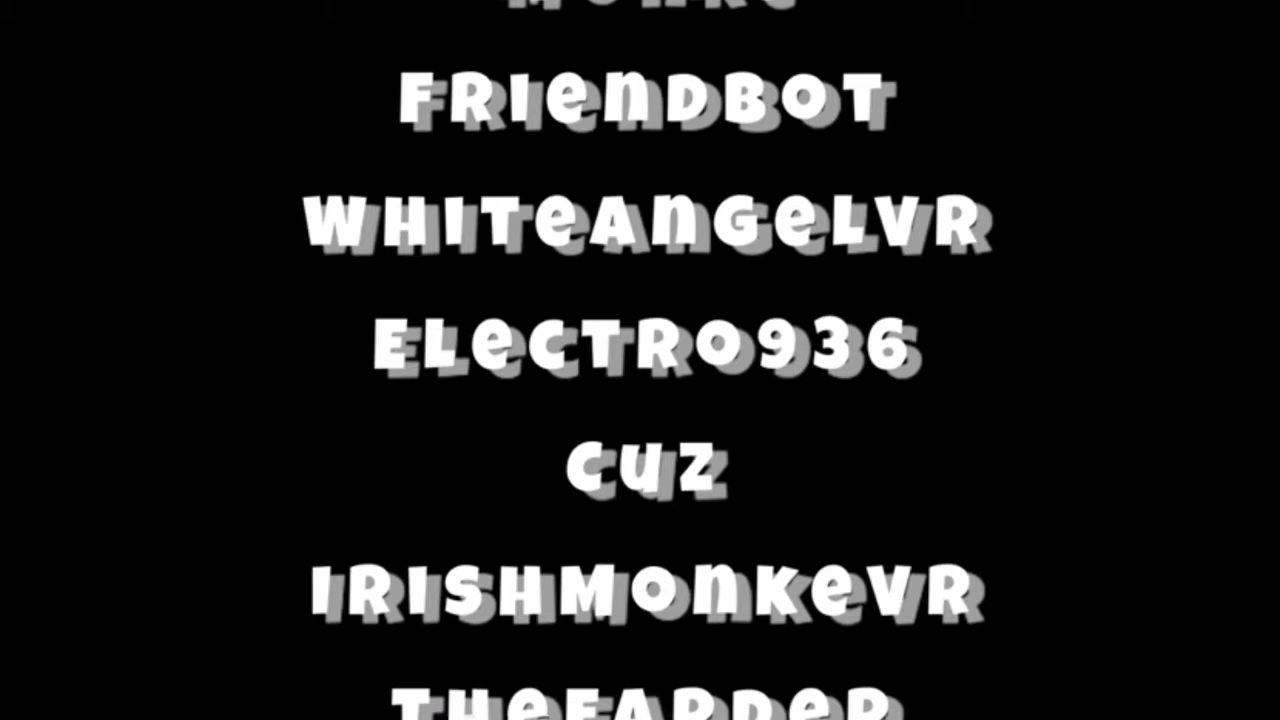 FRIenDBOT
WHITeAnGeLVR
ELeCTRO936
CuZ
IRISHMOnKeVR